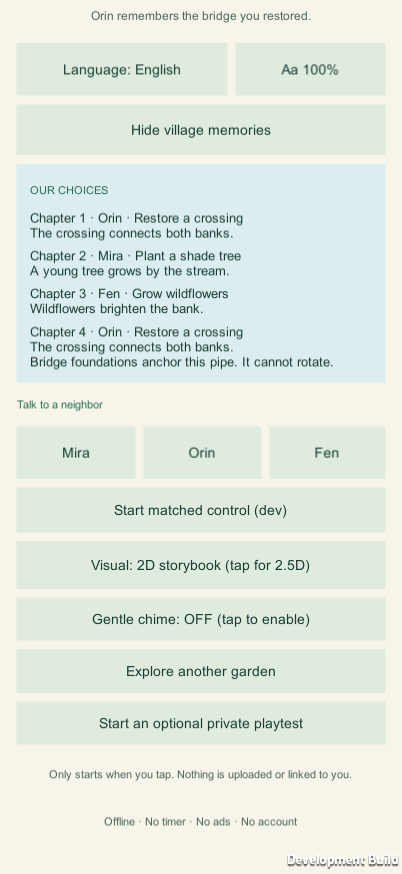 Orin remembers the bridge you restored.
Language: English
Aa 100%
Hide village memories
OUR CHOICES
Chapter 1 · Orin · Restore a crossing
The crossing connects both banks.
Chapter 2 · Mira · Plant a shade tree
A young tree grows by the stream.
Chapter 3 · Fen · Grow wildflowers
Wildflowers brighten the bank.
Chapter 4 · Orin · Restore a crossing
The crossing connects both banks.
Bridge foundations anchor this pipe. It cannot rotate.
Talk to a neighbor
Mira
Orin
Fen
Start matched control (dev)
Visual: 2D storybook (tap for 2.5D)
Gentle chime: OFF (tap to enable)
Explore another garden
Start an optional private playtest
Only starts when you tap. Nothing is uploaded or linked to you.
Offline · No timer · No ads · No account
Development Build